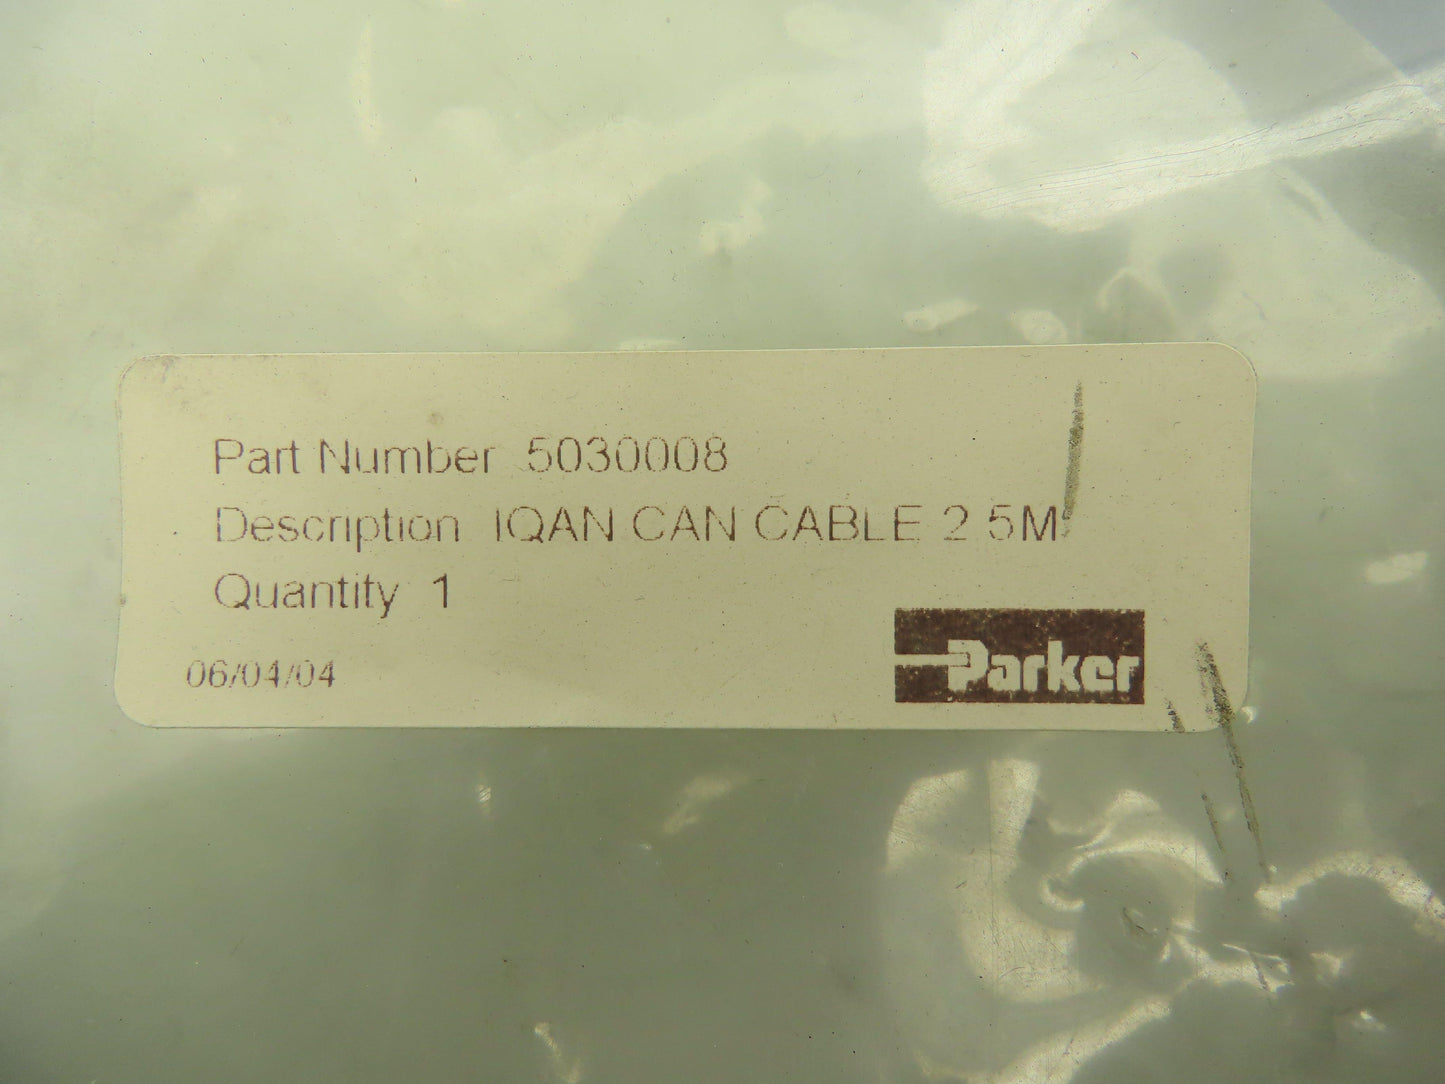 Part Number 5030008
Description IQAN CAN CABLE 2 5M
Quantity 1
06/04/04
Parker